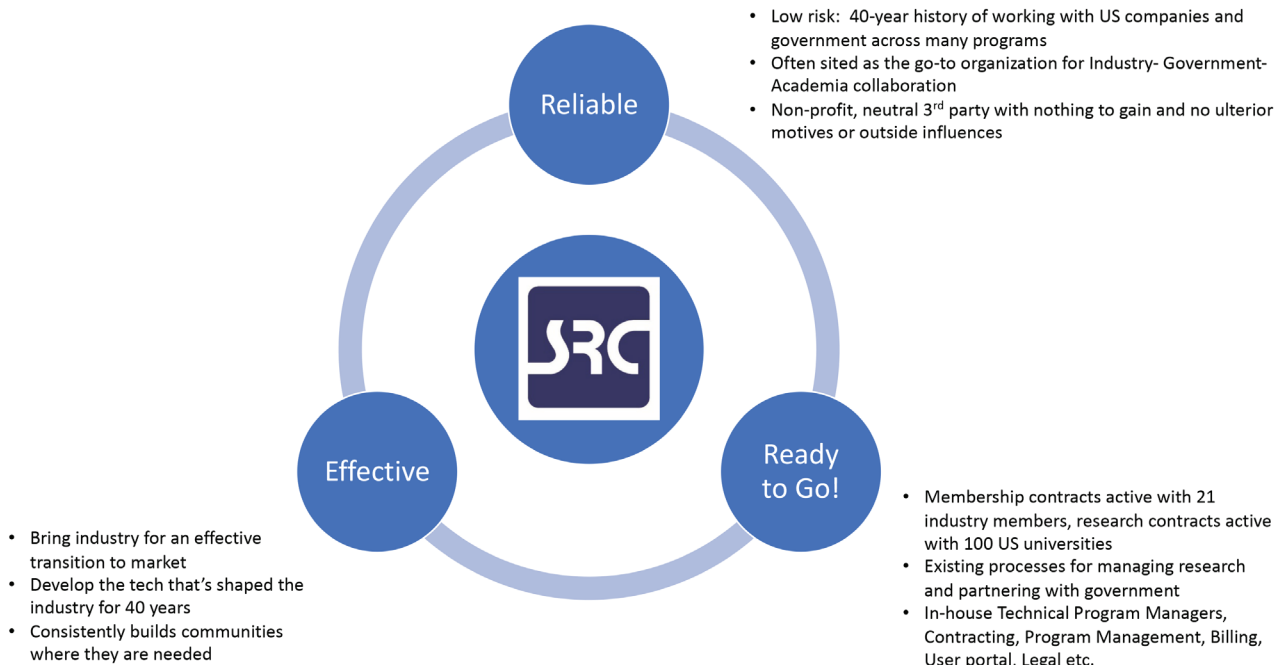 • Low risk:  40-year history of working with US companies and
government across many programs
• Often sited as the go-to organization for Industry- Government-
Academia collaboration
• Non-profit, neutral 3rd party with nothing to gain and no ulterior
motives or outside influences
Reliable
SRC
Effective
Ready
to Go!
• Bring industry for an effective
transition to market
• Develop the tech that’s shaped the
industry for 40 years
• Consistently builds communities
where they are needed
• Membership contracts active with 21
industry members, research contracts active
with 100 US universities
• Existing processes for managing research
and partnering with government
• In-house Technical Program Managers,
Contracting, Program Management, Billing,
User portal, Legal etc.